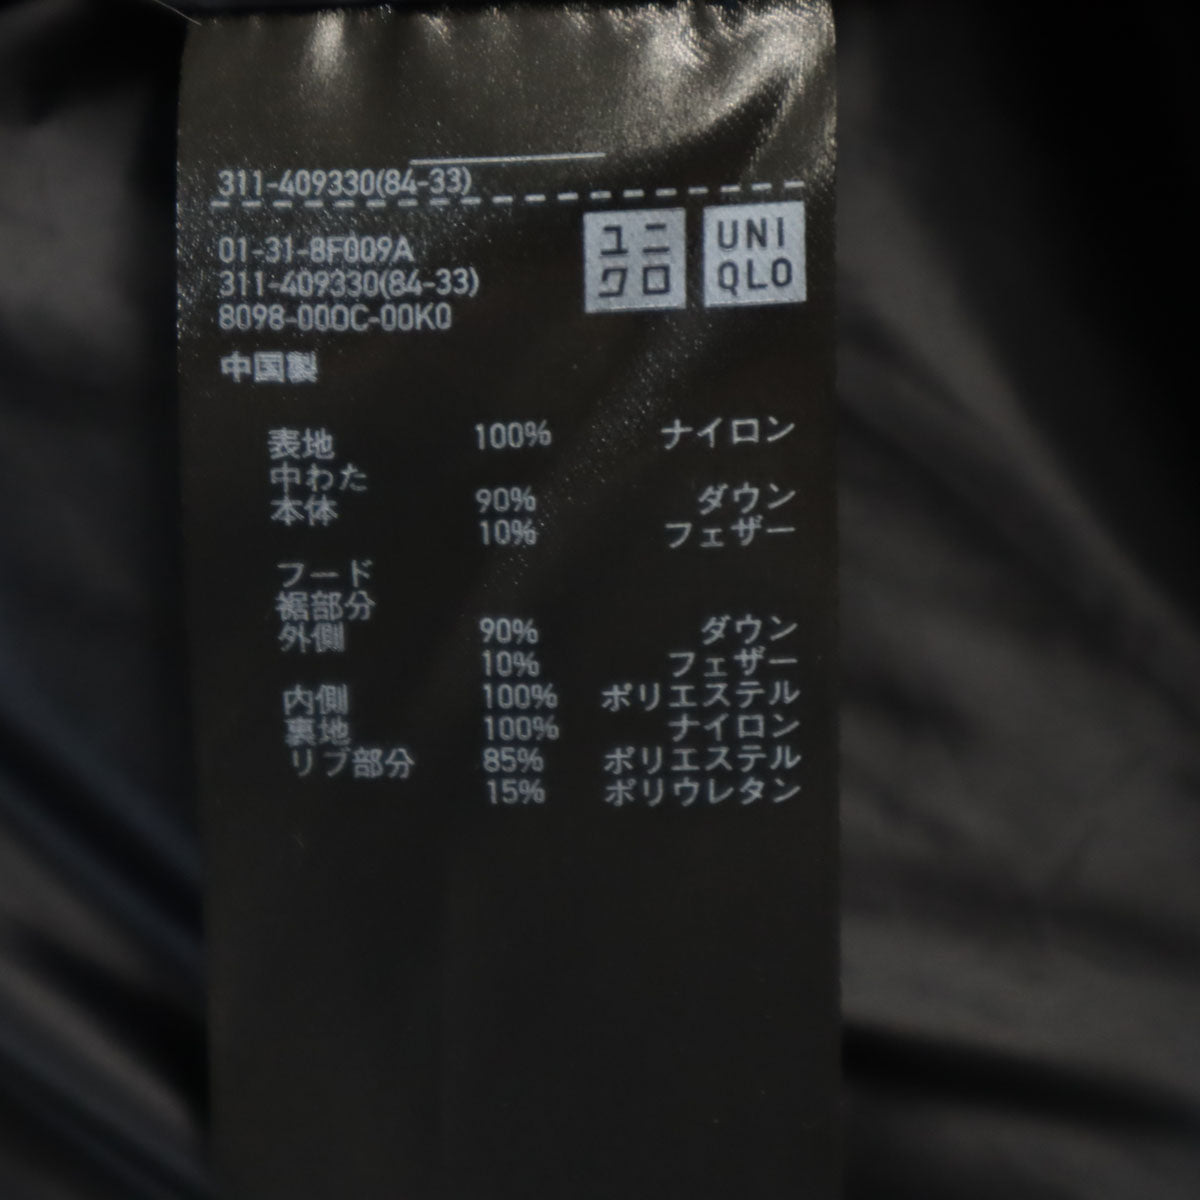 311-409330(84-33)
01-31-8F009A
311-409330(84-33)
8098-00OC-00K0
ユニ
クロ
UNI
QLO
中国製
表地 100% ナイロン
中わた
本体 90% ダウン
10% フェザー
フード
裾部分
外側 90% ダウン
10% フェザー
内側 100% ポリエステル
裏地 100% ナイロン
リブ部分 85% ポリエステル
15% ポリウレタン